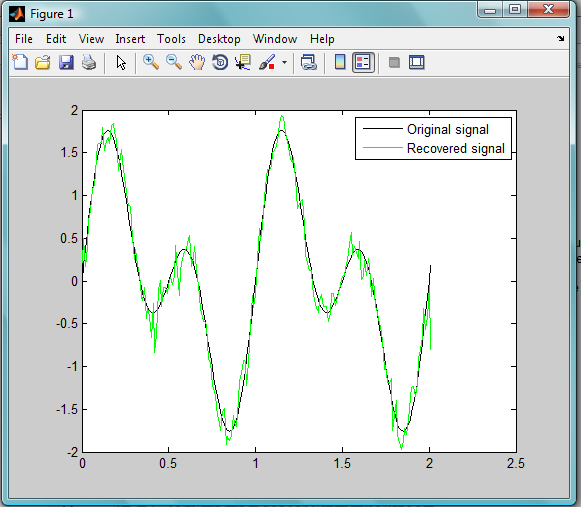 Figure 1
File Edit View Insert Tools Desktop Window Help
2
1.5
1
0.5
0
-0.5
-1
-1.5
-2
0 0.5 1 1.5 2 2.5
Original signal
Recovered signal